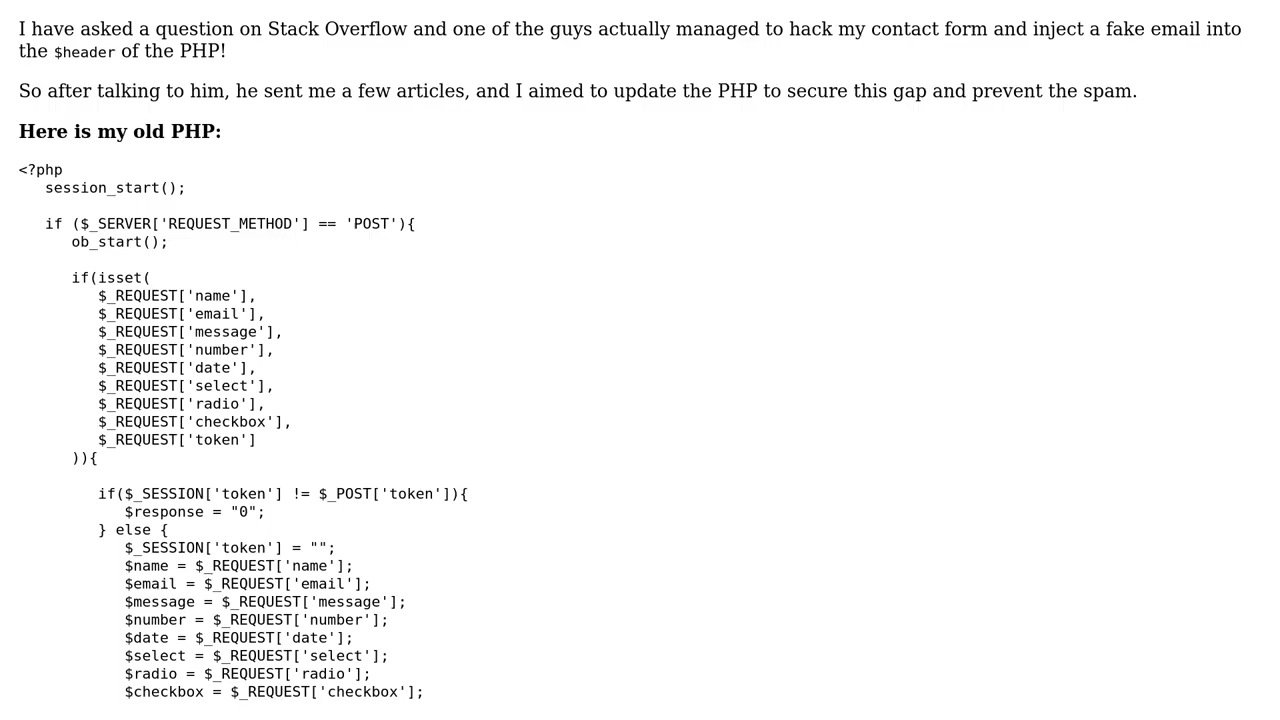 I have asked a question on Stack Overflow and one of the guys actually managed to hack my contact form and inject a fake email into
the $header of the PHP!
So after talking to him, he sent me a few articles, and I aimed to update the PHP to secure this gap and prevent the spam.
Here is my old PHP:
<?php
   session_start();

   if ($_SERVER['REQUEST_METHOD'] == 'POST'){
      ob_start();

      if(isset(
         $_REQUEST['name'],
         $_REQUEST['email'],
         $_REQUEST['message'],
         $_REQUEST['number'],
         $_REQUEST['date'],
         $_REQUEST['select'],
         $_REQUEST['radio'],
         $_REQUEST['checkbox'],
         $_REQUEST['token']
      )){

         if($_SESSION['token'] != $_POST['token']){
            $response = "0";
         } else {
            $_SESSION['token'] = "";
            $name = $_REQUEST['name'];
            $email = $_REQUEST['email'];
            $message = $_REQUEST['message'];
            $number = $_REQUEST['number'];
            $date = $_REQUEST['date'];
            $select = $_REQUEST['select'];
            $radio = $_REQUEST['radio'];
            $checkbox = $_REQUEST['checkbox'];